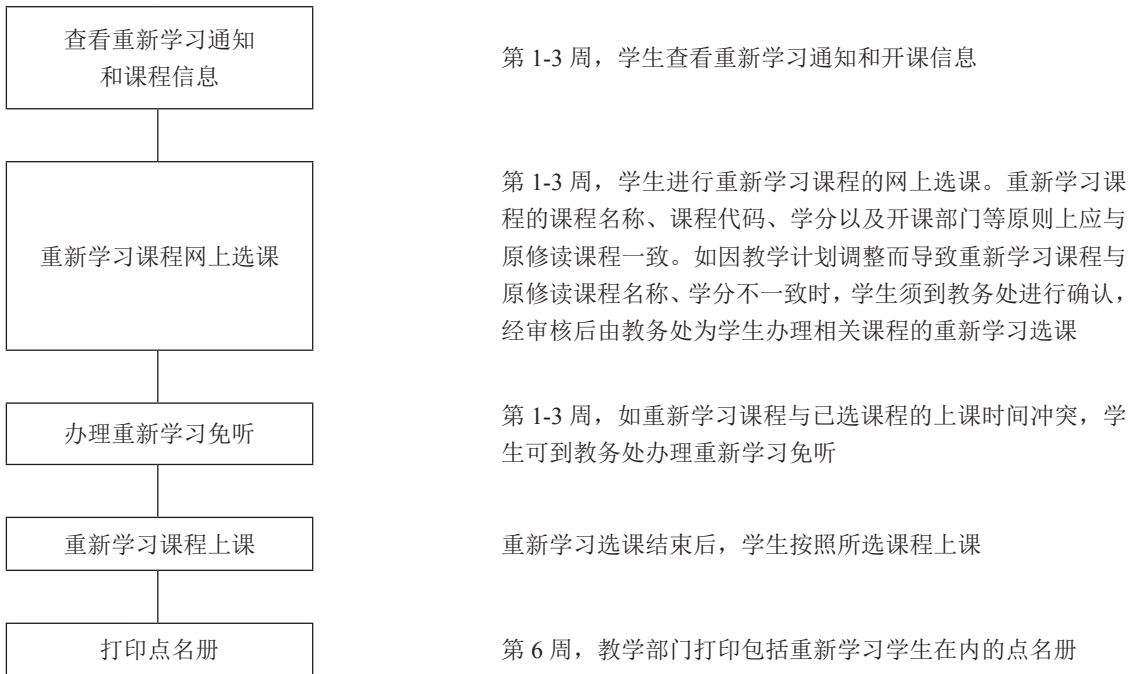 查看重新学习通知
和课程信息
第 1-3 周，学生查看重新学习通知和开课信息
重新学习课程网上选课
第 1-3 周，学生进行重新学习课程的网上选课。重新学习课
程的课程名称、课程代码、学分以及开课部门等原则上应与
原修读课程一致。如因教学计划调整而导致重新学习课程与
原修读课程名称、学分不一致时，学生须到教务处进行确认，
经审核后由教务处为学生办理相关课程的重新学习选课
办理重新学习免听
第 1-3 周，如重新学习课程与已选课程的上课时间冲突，学
生可到教务处办理重新学习免听
重新学习课程上课
重新学习选课结束后，学生按照所选课程上课
打印点名册
第 6 周，教学部门打印包括重新学习学生在内的点名册